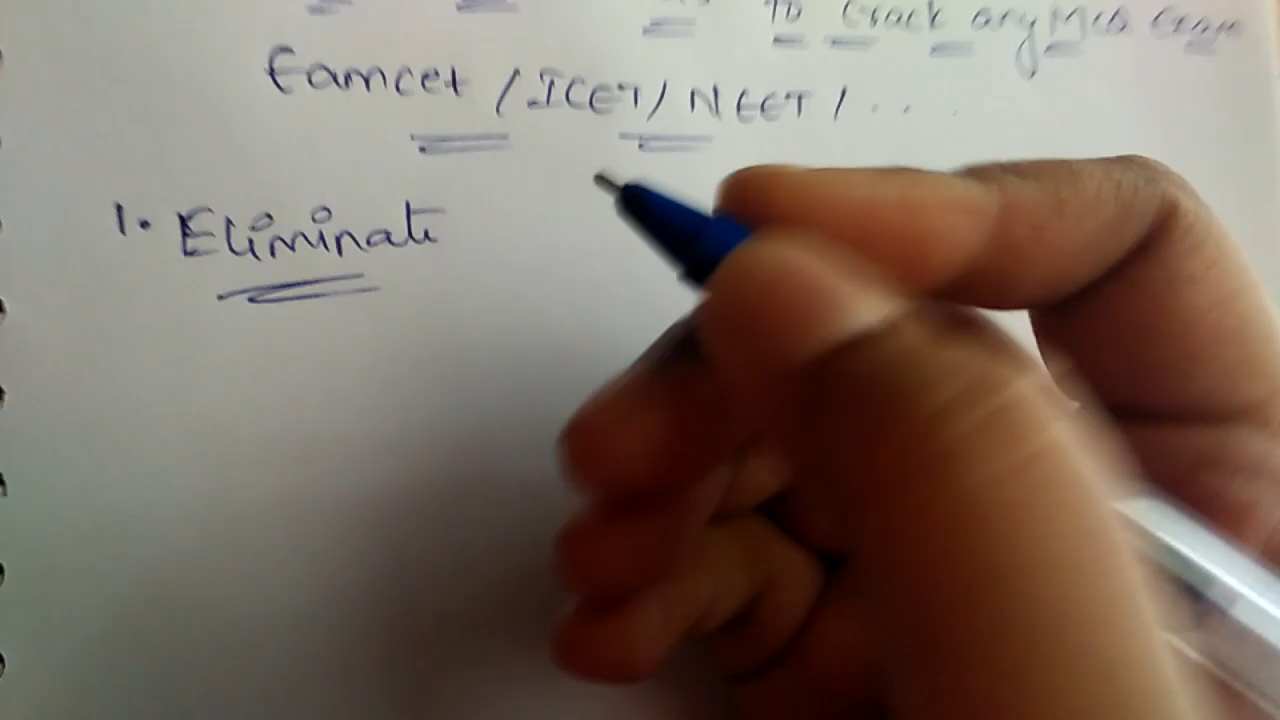 To Crack any MCQ Exam
Eamcet / ICET / NEET / ....
1. Eliminate